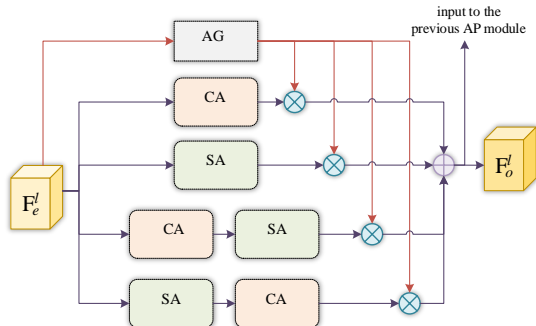 input to the
previous AP module
AG
CA
SA
F_e^l
F_o^l
CA
SA
SA
CA